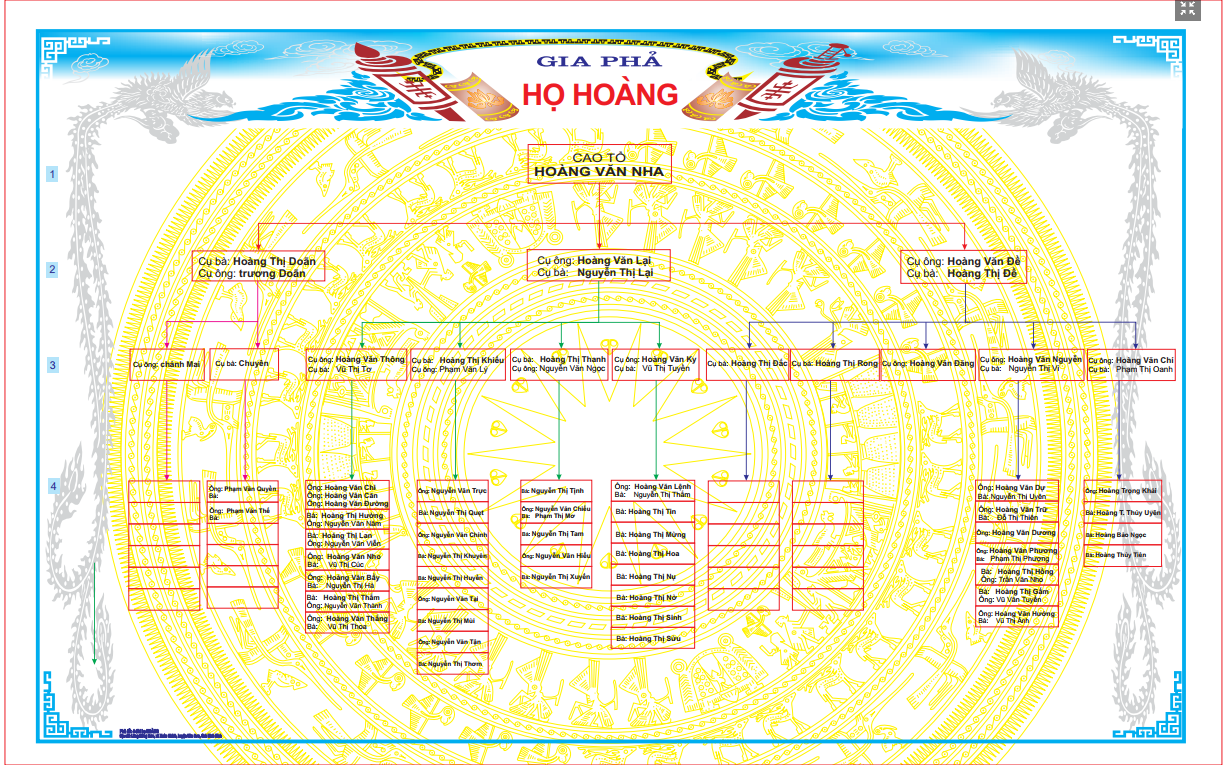 GIA PHẢ
HỌ HOÀNG
1
CAO TỔ
HOÀNG VĂN NHA
2
Cụ bà: Hoàng Thị Doãn
Cụ ông: trương Doãn
Cụ ông: Hoàng Văn Lại
Cụ bà: Nguyễn Thị Lại
Cụ ông: Hoàng Văn Đề
Cụ bà: Hoàng Thị Đề
3
Cụ ông: chánh Mai
Cụ bà: Chuyên
Cụ ông: Hoàng Văn Thông
Cụ bà: Vũ Thị Tơ
Cụ bà: Hoàng Thị Khiếu
Cụ ông: Phạm Văn Lý
Cụ bà: Hoàng Thị Thanh
Cụ ông: Nguyễn Văn Ngọc
Cụ ông: Hoàng Văn Ky
Cụ bà: Vũ Thị Tuyền
Cụ bà: Hoàng Thị Đắc
Cụ bà: Hoàng Thị Rong
Cụ ông: Hoàng Văn Đăng
Cụ ông: Hoàng Văn Nguyên
Cụ bà: Nguyễn Thị Vi
Cụ ông: Hoàng Văn Chi
Cụ bà: Phạm Thị Oanh
4
Ông: Phạm Văn Quyền
Bà:
Ông: Phạm Văn Thể
Bà:
Ông: Hoàng Văn Chi
Ông: Hoàng Văn Căn
Ông: Hoàng Văn Đường
Bà: Hoàng Thị Hướng
Ông: Nguyễn Văn Năm
Bà: Hoàng Thị Lan
Ông: Nguyễn Văn Viễn
Ông: Hoàng Văn Nho
Bà: Vũ Thị Cúc
Ông: Hoàng Văn Bẩy
Bà: Nguyễn Thị Hà
Bà: Hoàng Thị Thắm
Ông: Nguyễn Văn Thành
Ông: Hoàng Văn Thắng
Bà: Vũ Thị Thoa
Ông: Nguyễn Văn Trực
Bà: Nguyễn Thị Quợt
Ông: Nguyễn Văn Chinh
Bà: Nguyễn Thị Khuyên
Bà: Nguyễn Thị Huyền
Ông: Nguyễn Văn Tại
Bà: Nguyễn Thị Mùi
Ông: Nguyễn Văn Tân
Bà: Nguyễn Thị Thơm
Bà: Nguyễn Thị Tịnh
Ông: Nguyễn Văn Chiểu
Bà: Phạm Thị Mơ
Bà: Nguyễn Thị Tam
Ông: Nguyễn Văn Hiếu
Bà: Nguyễn Thị Xuyến
Ông: Hoàng Văn Lệnh
Bà: Nguyễn Thị Thắm
Bà: Hoàng Thị Tin
Bà: Hoàng Thị Mừng
Bà: Hoàng Thị Hoa
Bà: Hoàng Thị Nụ
Bà: Hoàng Thị Nở
Bà: Hoàng Thị Sinh
Bà: Hoàng Thị Sửu
Ông: Hoàng Văn Dự
Bà: Nguyễn Thị Uyên
Ông: Hoàng Văn Trữ
Bà: Đỗ Thị Thiên
Ông: Hoàng Văn Dương
Ông: Hoàng Văn Phương
Bà: Phạm Thị Phượng
Bà: Hoàng Thị Hồng
Ông: Trần Văn Nho
Bà: Hoàng Thị Gấm
Ông: Vũ Văn Tuyên
Ông: Hoàng Văn Hưởng
Bà: Vũ Thị Ánh
Ông: Hoàng Trọng Khải
Bà: Hoàng T. Thùy Uyên
Bà: Hoàng Bảo Ngọc
Bà: Hoàng Thủy Tiên